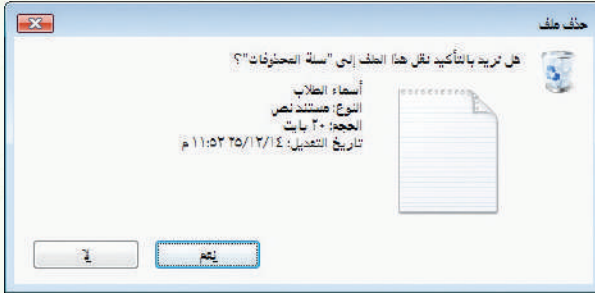 حذف ملف
هل تريد بالتأكيد نقل هذا الملف إلى "سلة المحذوفات"؟
أسماء الطلاب
النوع: مستند نص
الحجم: ٢٠ بايت
تاريخ التعديل: ٢٥/١٢/١٤ ١١:٥٢ م
نعم
لا